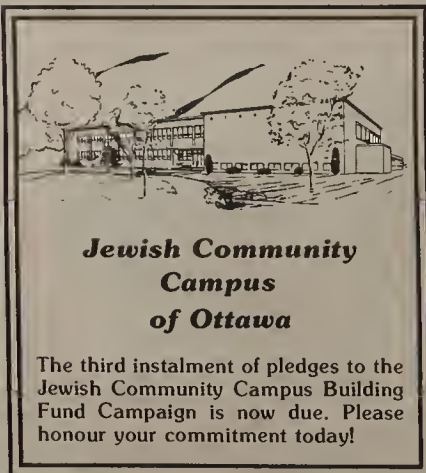 Jewish Community
Campus
of Ottawa
The third instalment of pledges to the
Jewish Community Campus Building
Fund Campaign is now due. Please
honour your commitment today!